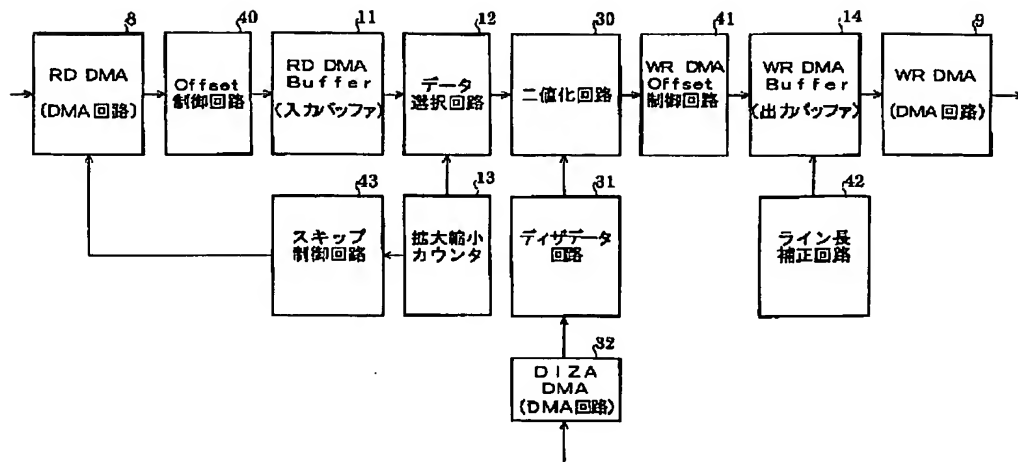 8
RD DMA
(DMA回路)
40
Offset
制御回路
11
RD DMA
Buffer
(入力バッファ)
12
データ
選択回路
30
二値化回路
41
WR DMA
Offset
制御回路
14
WR DMA
Buffer
(出力バッファ)
9
WR DMA
(DMA回路)
43
スキップ
制御回路
13
拡大縮小
カウンタ
31
ディザデータ
回路
42
ライン長
補正回路
32
DIZA
DMA
(DMA回路)